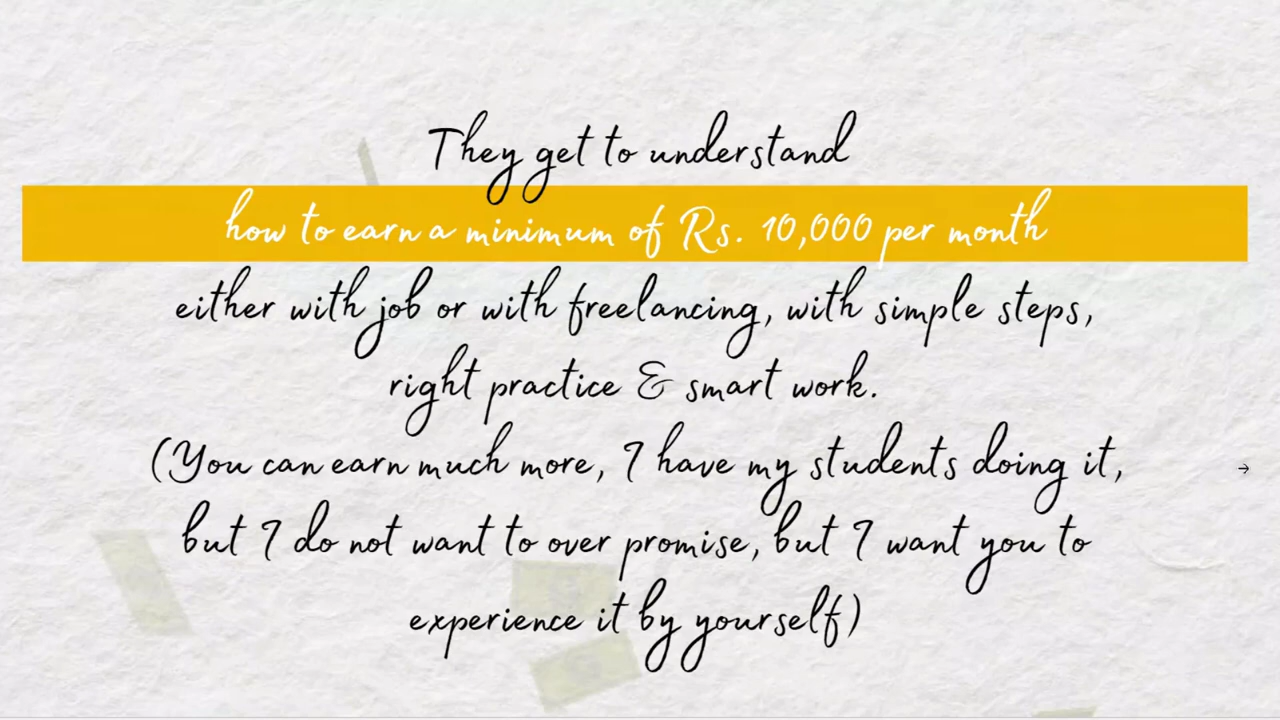 They get to understand
how to earn a minimum of Rs. 10,000 per month
either with job or with freelancing, with simple steps,
right practice & smart work.
(You can earn much more, I have my students doing it,
but I do not want to over promise, but I want you to
experience it by yourself)